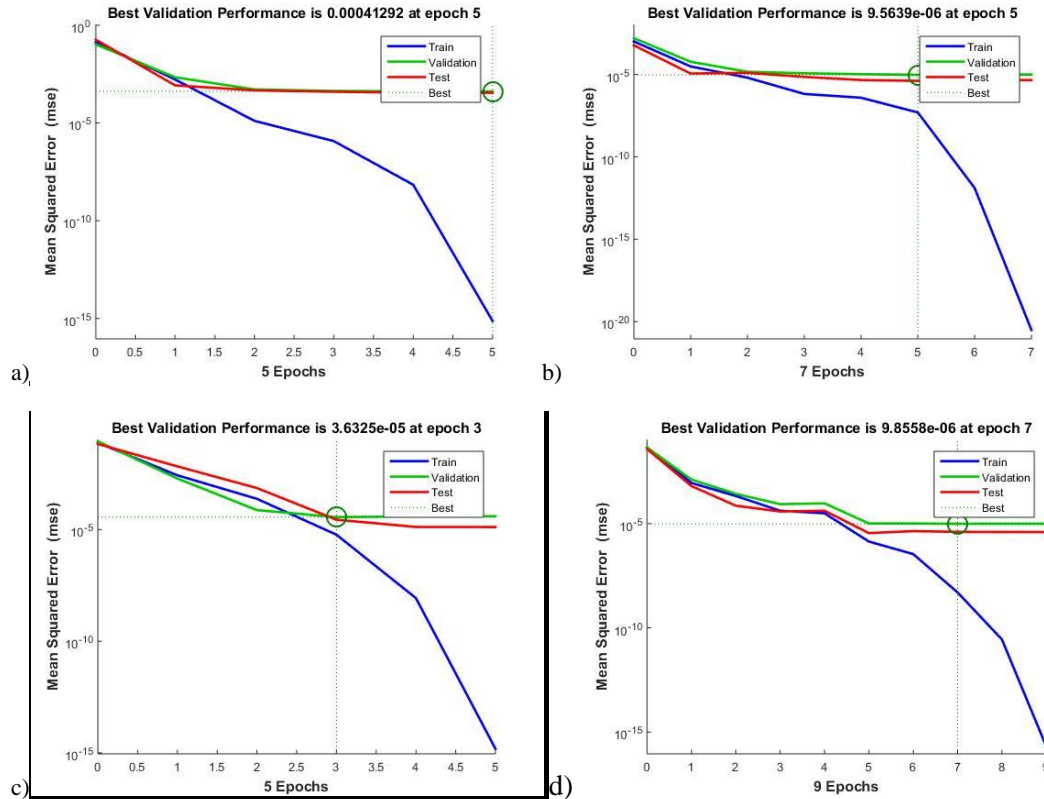 Best Validation Performance is 0.00041292 at epoch 5
Mean Squared Error (mse)
10^0
10^-5
10^-10
10^-15
Train
Validation
Test
Best
0 0.5 1 1.5 2 2.5 3 3.5 4 4.5 5
5 Epochs
a)
Best Validation Performance is 9.5639e-06 at epoch 5
Mean Squared Error (mse)
10^-5
10^-10
10^-15
10^-20
Train
Validation
Test
Best
0 1 2 3 4 5 6 7
7 Epochs
b)
Best Validation Performance is 3.6325e-05 at epoch 3
Mean Squared Error (mse)
10^-5
10^-10
10^-15
Train
Validation
Test
Best
0 0.5 1 1.5 2 2.5 3 3.5 4 4.5 5
5 Epochs
c)
Best Validation Performance is 9.8558e-06 at epoch 7
Mean Squared Error (mse)
10^-5
10^-10
10^-15
Train
Validation
Test
Best
0 1 2 3 4 5 6 7 8 9
9 Epochs
d)